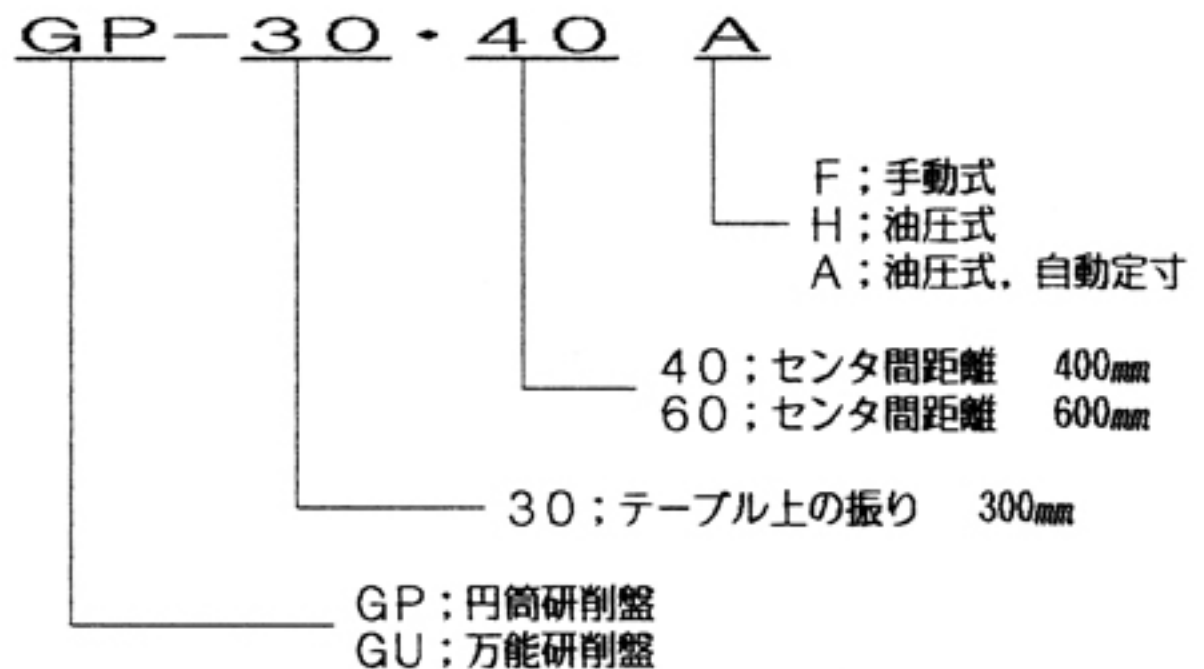 GP-30・40 A
F;手動式
H;油圧式
A;油圧式,自動定寸
40;センタ間距離 400㎜
60;センタ間距離 600㎜
30;テーブル上の振り 300㎜
GP;円筒研削盤
GU;万能研削盤